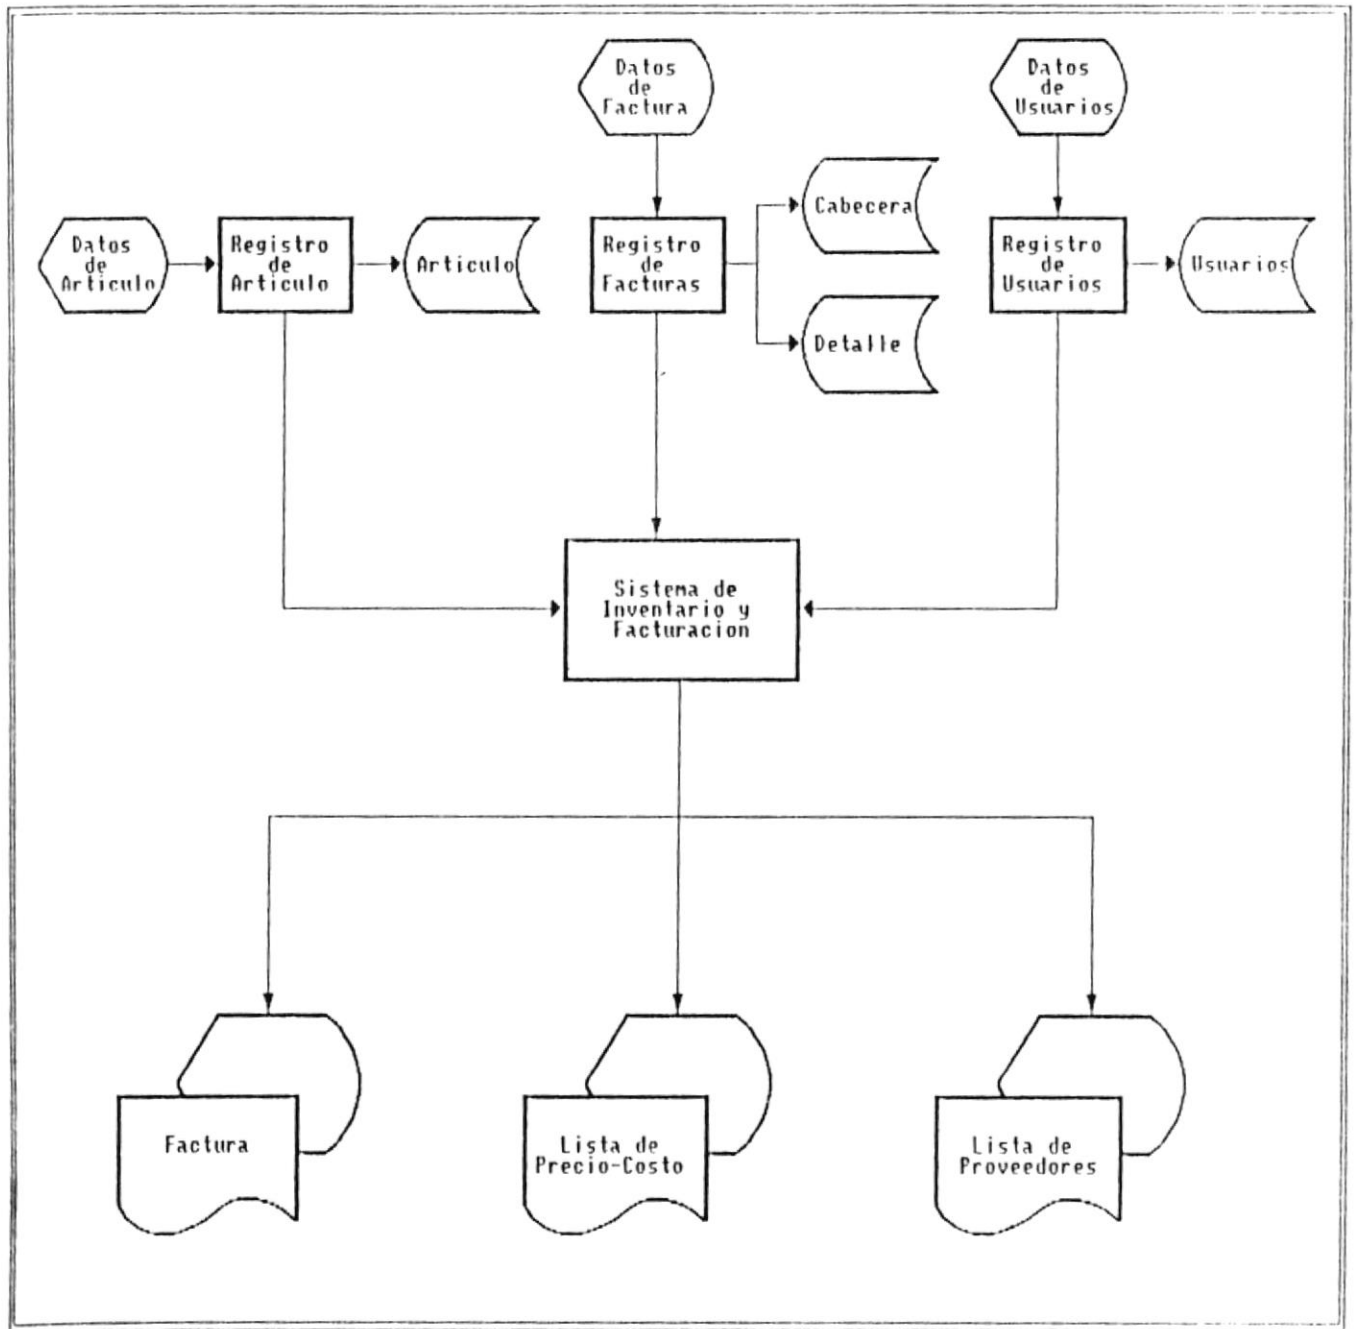 Datos
de
Factura
Datos
de
Usuarios
Cabecera
Datos
de
Articulo
Registro
de
Articulo
Articulo
Registro
de
Facturas
Registro
de
Usuarios
Usuarios
Detalle
Sistema de
Inventario y
Facturacion
Factura
Lista de
Precio-Costo
Lista de
Proveedores